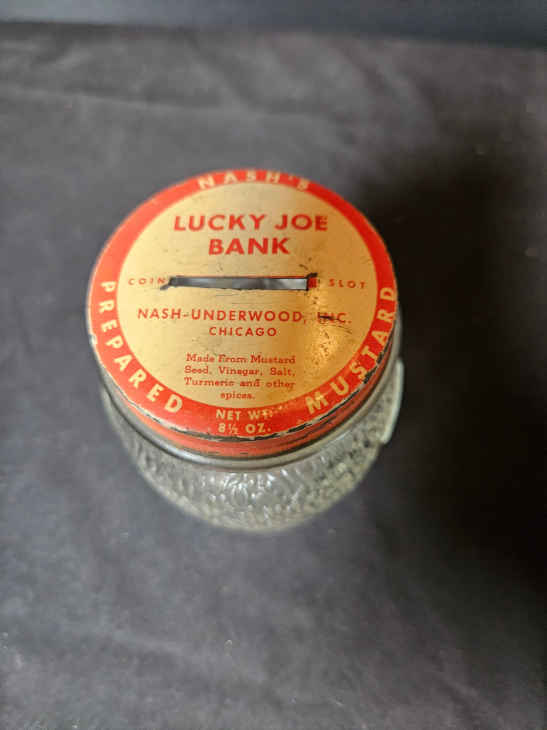 NASH'S
LUCKY JOE
BANK
COIN SLOT
NASH-UNDERWOOD, INC.
CHICAGO
Made From Mustard
Seed, Vinegar, Salt,
Turmeric and other
spices.
PREPARED MUSTARD
NET WT.
8½ OZ.